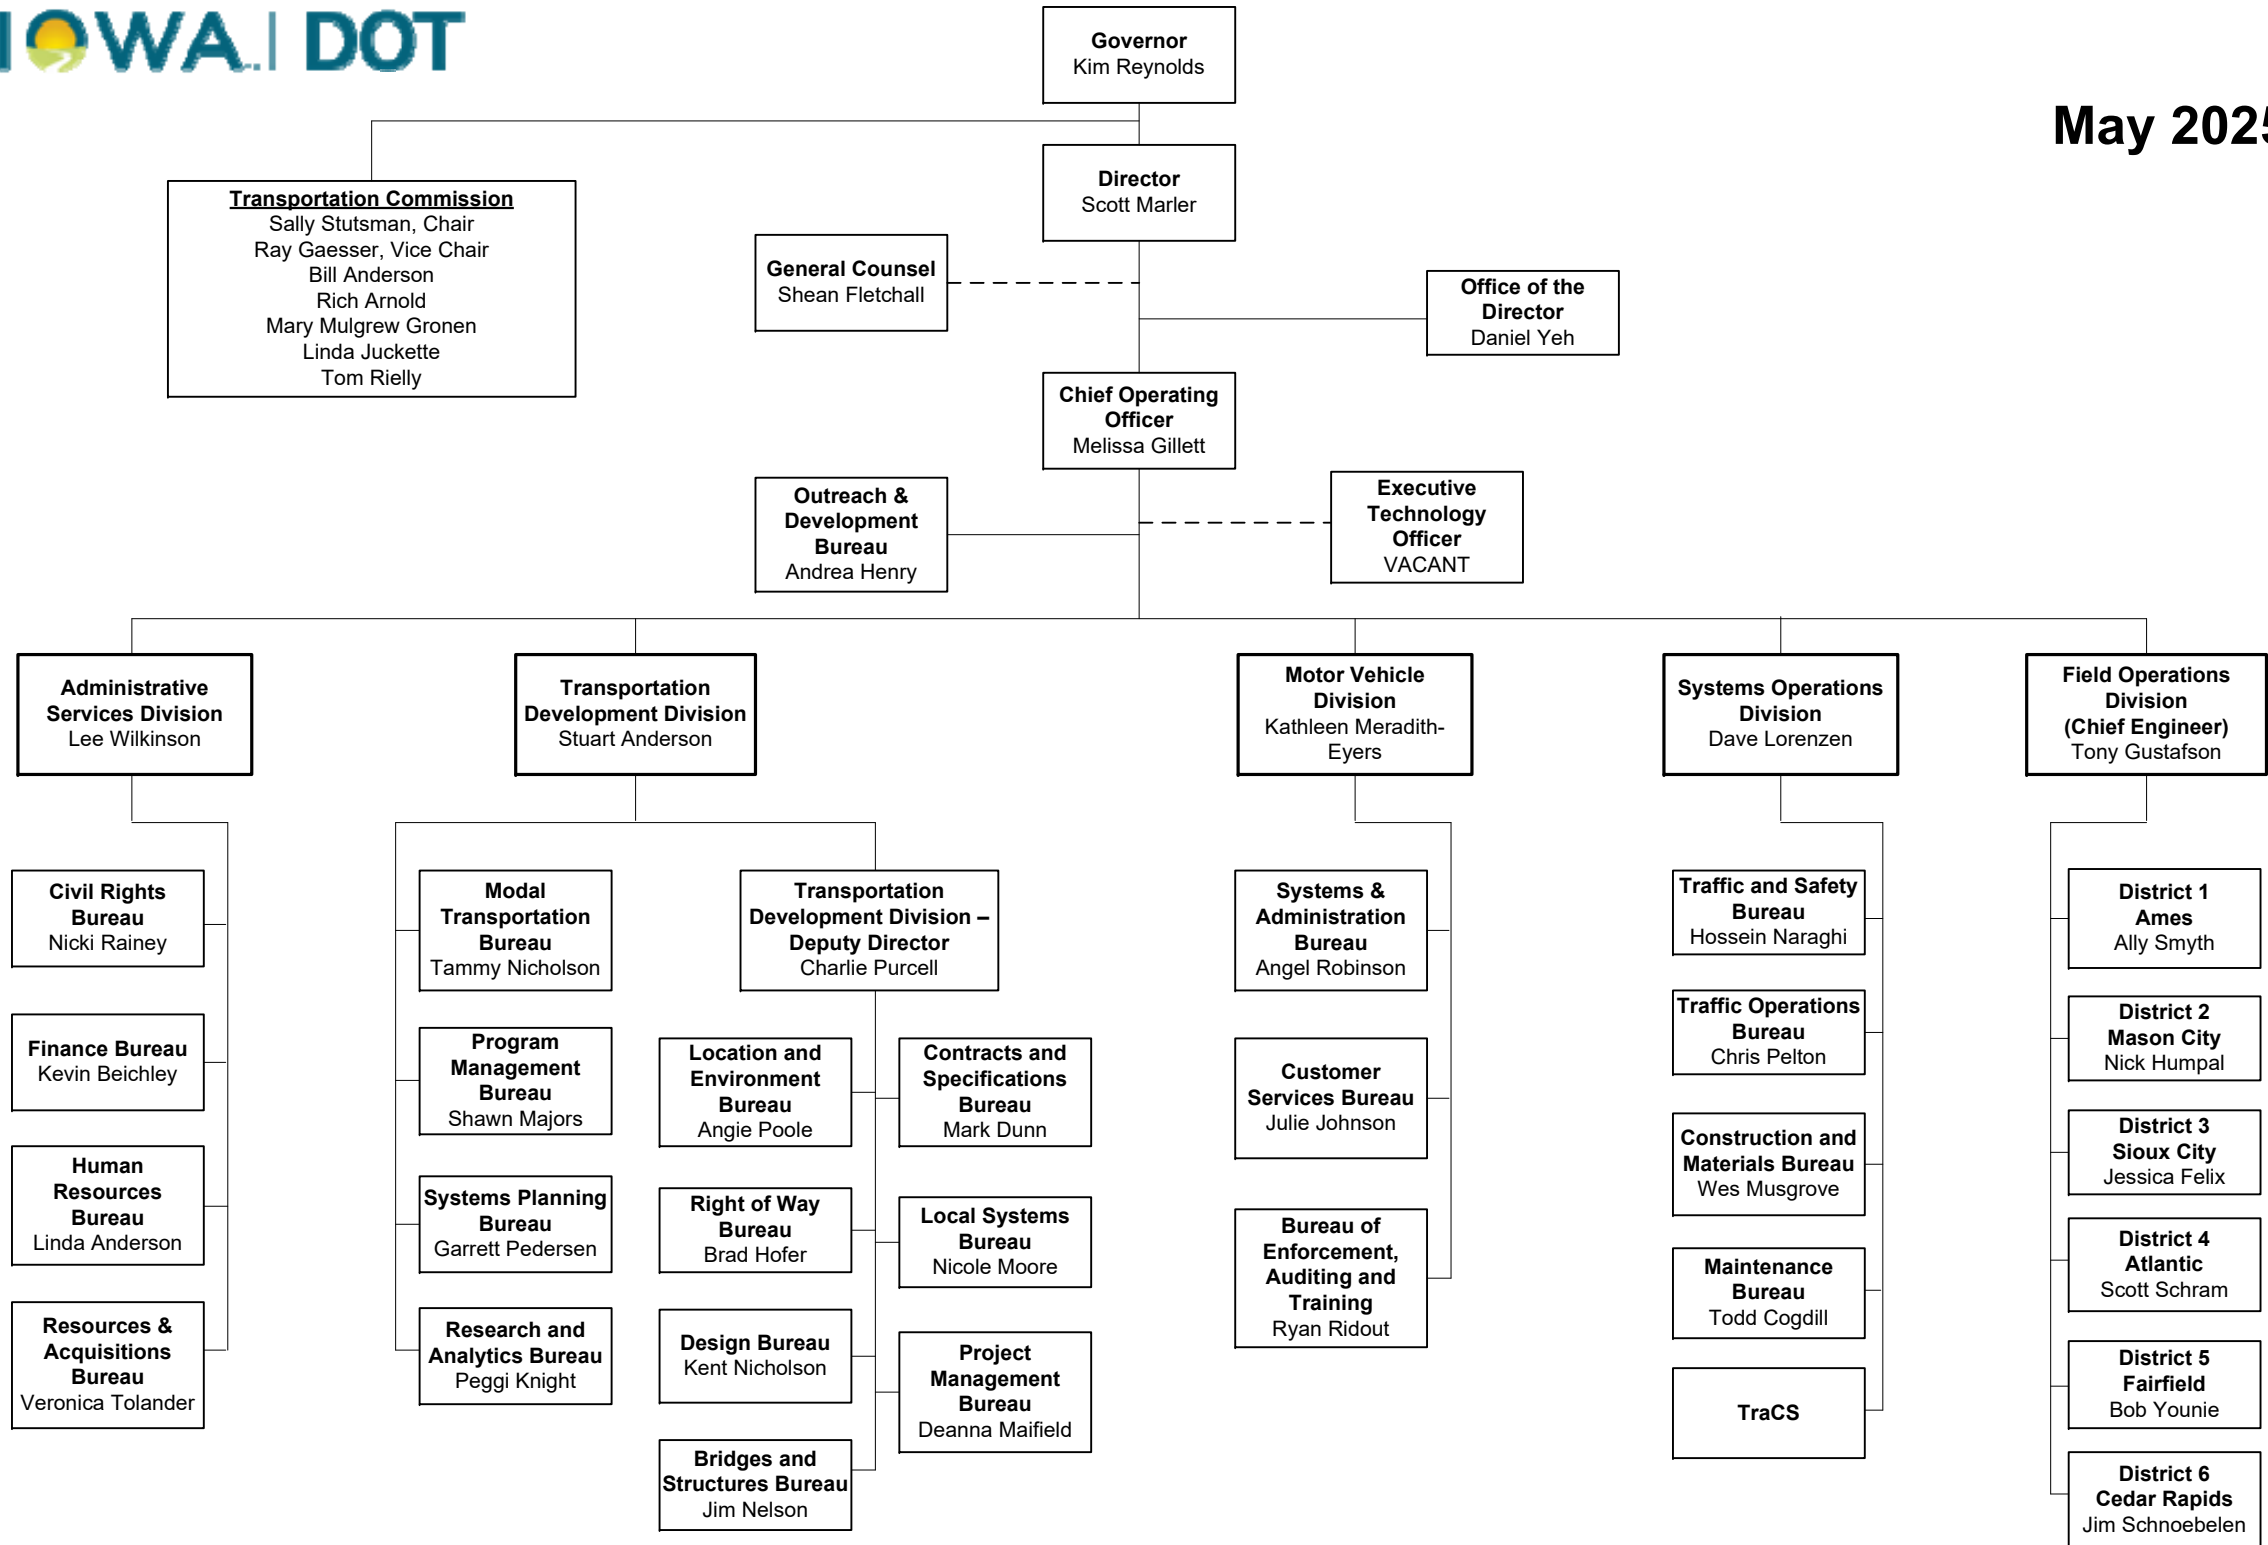 IOWA | DOT
May 2025
Governor
Kim Reynolds
Director
Scott Marler
Transportation Commission
Sally Stutsman, Chair
Ray Gaesser, Vice Chair
Bill Anderson
Rich Arnold
Mary Mulgrew Gronen
Linda Juckette
Tom Rielly
General Counsel
Shean Fletchall
Office of the
Director
Daniel Yeh
Chief Operating
Officer
Melissa Gillett
Outreach &
Development
Bureau
Andrea Henry
Executive
Technology
Officer
VACANT
Administrative
Services Division
Lee Wilkinson
Transportation
Development Division
Stuart Anderson
Motor Vehicle
Division
Kathleen Meradith-
Eyers
Systems Operations
Division
Dave Lorenzen
Field Operations
Division
(Chief Engineer)
Tony Gustafson
Civil Rights
Bureau
Nicki Rainey
Finance Bureau
Kevin Beichley
Human
Resources
Bureau
Linda Anderson
Resources &
Acquisitions
Bureau
Veronica Tolander
Modal
Transportation
Bureau
Tammy Nicholson
Program
Management
Bureau
Shawn Majors
Systems Planning
Bureau
Garrett Pedersen
Research and
Analytics Bureau
Peggi Knight
Transportation
Development Division –
Deputy Director
Charlie Purcell
Location and
Environment
Bureau
Angie Poole
Right of Way
Bureau
Brad Hofer
Design Bureau
Kent Nicholson
Bridges and
Structures Bureau
Jim Nelson
Contracts and
Specifications
Bureau
Mark Dunn
Local Systems
Bureau
Nicole Moore
Project
Management
Bureau
Deanna Maifield
Systems &
Administration
Bureau
Angel Robinson
Customer
Services Bureau
Julie Johnson
Bureau of
Enforcement,
Auditing and
Training
Ryan Ridout
Traffic and Safety
Bureau
Hossein Naraghi
Traffic Operations
Bureau
Chris Pelton
Construction and
Materials Bureau
Wes Musgrove
Maintenance
Bureau
Todd Cogdill
TraCS
District 1
Ames
Ally Smyth
District 2
Mason City
Nick Humpal
District 3
Sioux City
Jessica Felix
District 4
Atlantic
Scott Schram
District 5
Fairfield
Bob Younie
District 6
Cedar Rapids
Jim Schnoebelen